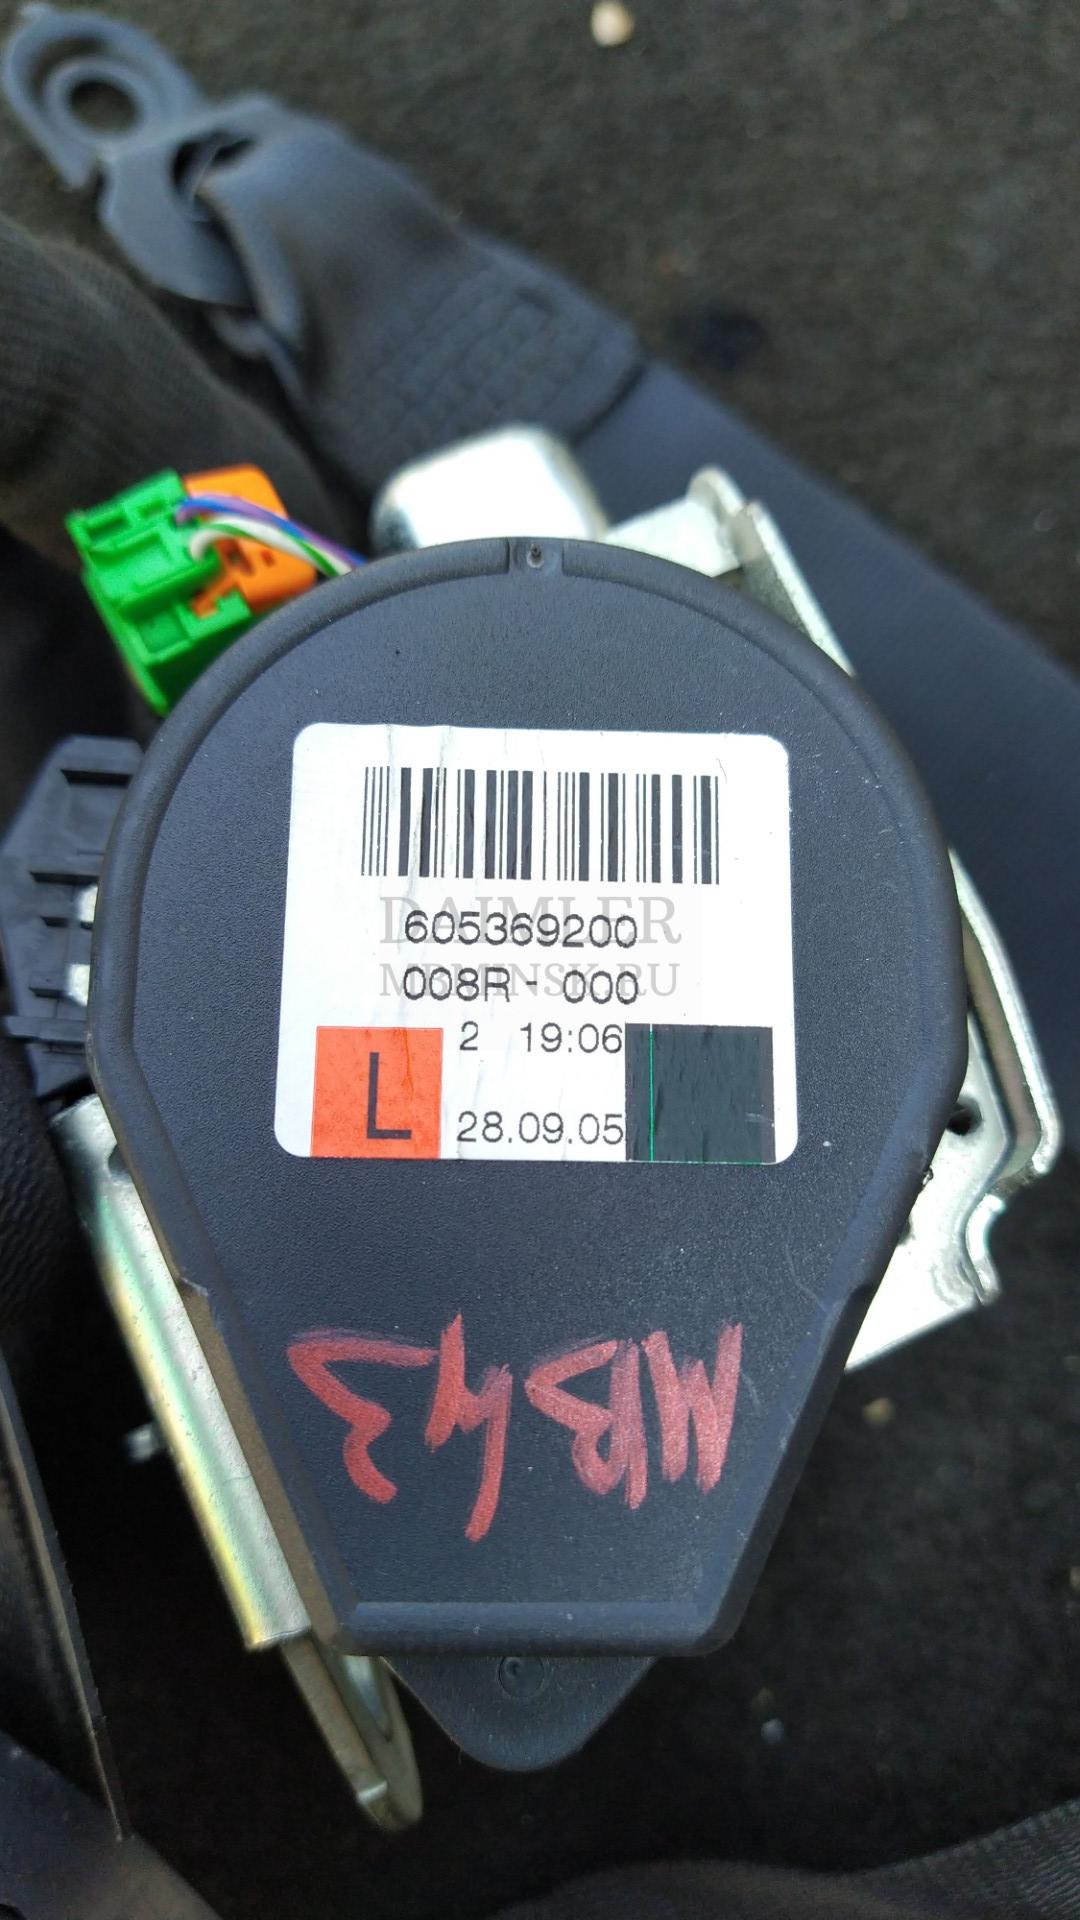 605369200
DAIMLER
008R - 000
MBMINSK.RU
2 19:06
L
28.09.05
MB43